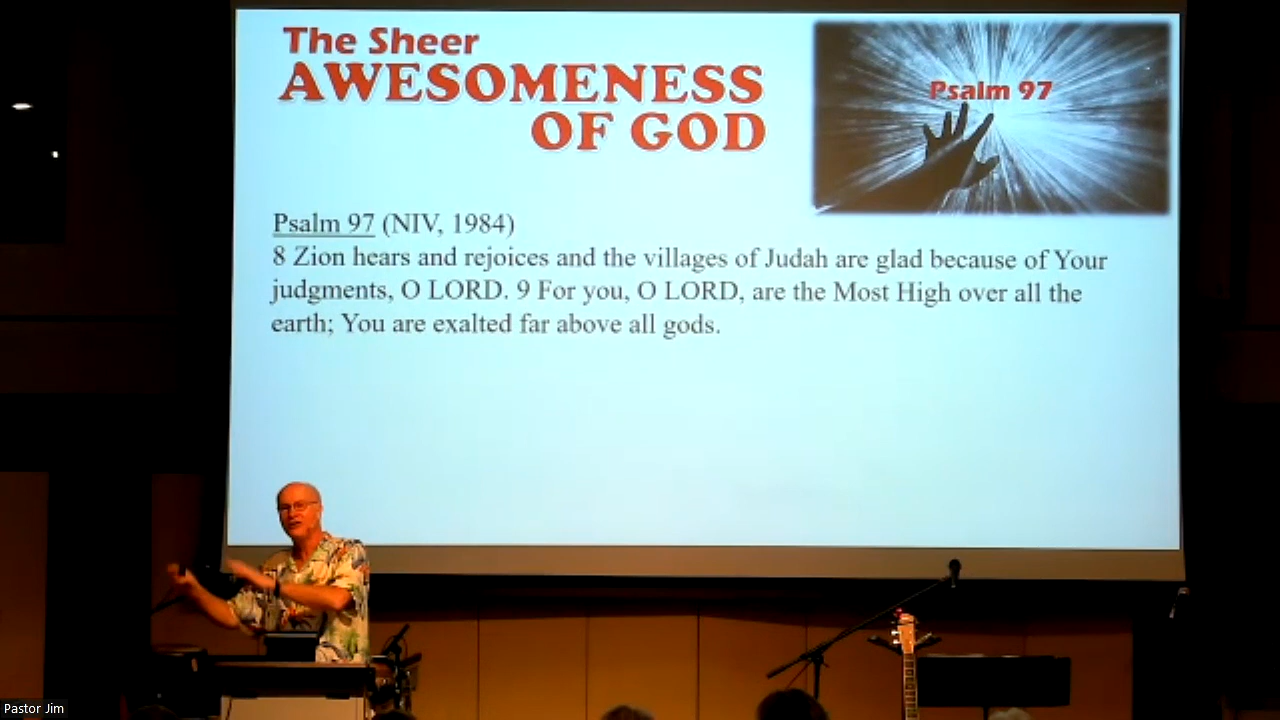 The Sheer
AWESOMENESS
OF GOD
Psalm 97
Psalm 97 (NIV, 1984)
8 Zion hears and rejoices and the villages of Judah are glad because of Your
judgments, O LORD. 9 For you, O LORD, are the Most High over all the
earth; You are exalted far above all gods.
Pastor Jim